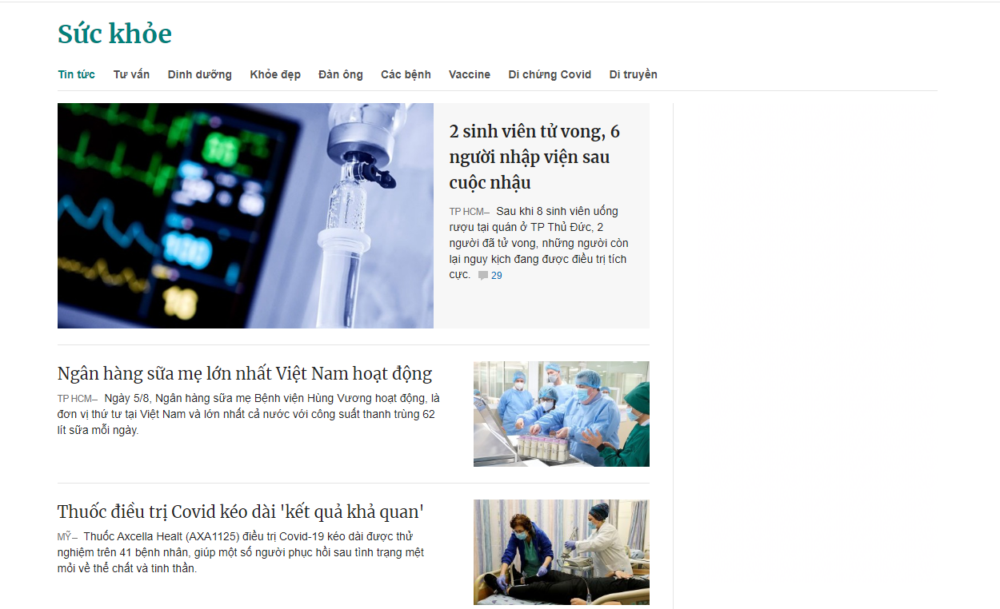 Sức khỏe
Tin tức Tư vấn Dinh dưỡng Khỏe đẹp Đàn ông Các bệnh Vaccine Di chứng Covid Di truyền
2 sinh viên tử vong, 6
người nhập viện sau
cuộc nhậu
TP HCM– Sau khi 8 sinh viên uống
rượu tại quán ở TP Thủ Đức, 2
người đã tử vong, những người còn
lại nguy kịch đang được điều trị tích
cực. 29
Ngân hàng sữa mẹ lớn nhất Việt Nam hoạt động
TP HCM– Ngày 5/8, Ngân hàng sữa mẹ Bệnh viện Hùng Vương hoạt động, là
đơn vị thứ tư tại Việt Nam và lớn nhất cả nước với công suất thanh trùng 62
lít sữa mỗi ngày.
Thuốc điều trị Covid kéo dài 'kết quả khả quan'
MỸ– Thuốc Axcella Healt (AXA1125) điều trị Covid-19 kéo dài được thử
nghiệm trên 41 bệnh nhân, giúp một số người phục hồi sau tình trạng mệt
mỏi về thể chất và tinh thần.